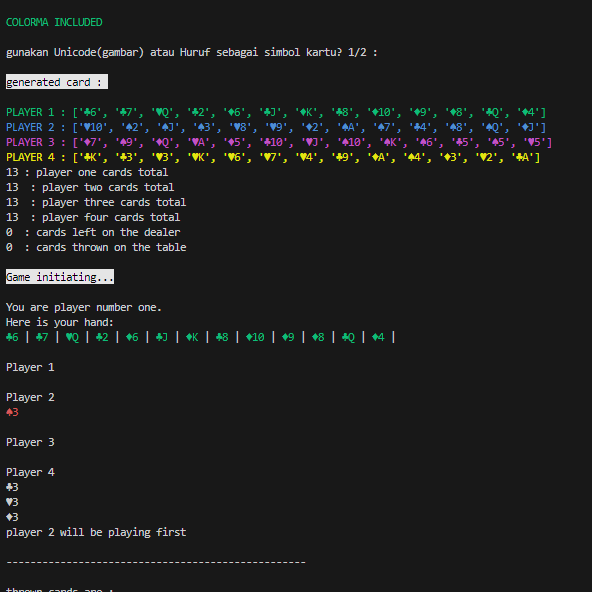 COLORMA INCLUDED
gunakan Unicode(gambar) atau Huruf sebagai simbol kartu? 1/2 :
generated card :
PLAYER 1 : ['♣6', '♣7', '♥Q', '♣2', '♦6', '♣J', '♦K', '♣8', '♦10', '♦9', '♦8', '♣Q', '♦4']
PLAYER 2 : ['♥10', '♠2', '♠J', '♠3', '♥8', '♥9', '♦2', '♠A', '♠7', '♣4', '♠8', '♠Q', '♦J']
PLAYER 3 : ['♦7', '♠9', '♦Q', '♥A', '♦5', '♣10', '♥J', '♠10', '♠K', '♠6', '♣5', '♠5', '♥5']
PLAYER 4 : ['♣K', '♣3', '♥3', '♥K', '♥6', '♥7', '♥4', '♣9', '♦A', '♠4', '♦3', '♥2', '♣A']
13 : player one cards total
13  : player two cards total
13  : player three cards total
13  : player four cards total
0  : cards left on the dealer
0  : cards thrown on the table
Game initiating...
You are player number one.
Here is your hand:
♣6 | ♣7 | ♥Q | ♣2 | ♦6 | ♣J | ♦K | ♣8 | ♦10 | ♦9 | ♦8 | ♣Q | ♦4 |
Player 1
Player 2
♠3
Player 3
Player 4
♣3
♥3
♦3
player 2 will be playing first
--------------------------------------------------
thrown cards are :